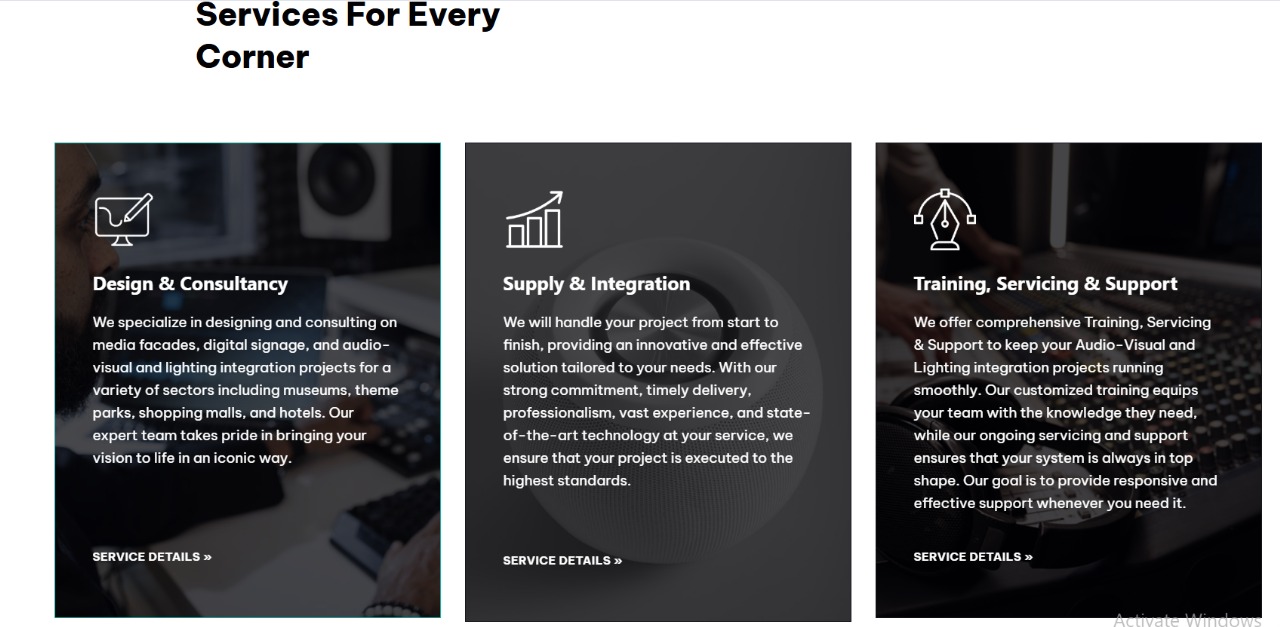 Services For Every
Corner
Design & Consultancy
We specialize in designing and consulting on
media facades, digital signage, and audio-
visual and lighting integration projects for a
variety of sectors including museums, theme
parks, shopping malls, and hotels. Our
expert team takes pride in bringing your
vision to life in an iconic way.
SERVICE DETAILS »
Supply & Integration
We will handle your project from start to
finish, providing an innovative and effective
solution tailored to your needs. With our
strong commitment, timely delivery,
professionalism, vast experience, and state-
of-the-art technology at your service, we
ensure that your project is executed to the
highest standards.
SERVICE DETAILS »
Training, Servicing & Support
We offer comprehensive Training, Servicing
& Support to keep your Audio-Visual and
Lighting integration projects running
smoothly. Our customized training equips
your team with the knowledge they need,
while our ongoing servicing and support
ensures that your system is always in top
shape. Our goal is to provide responsive and
effective support whenever you need it.
SERVICE DETAILS »
Activate Windows